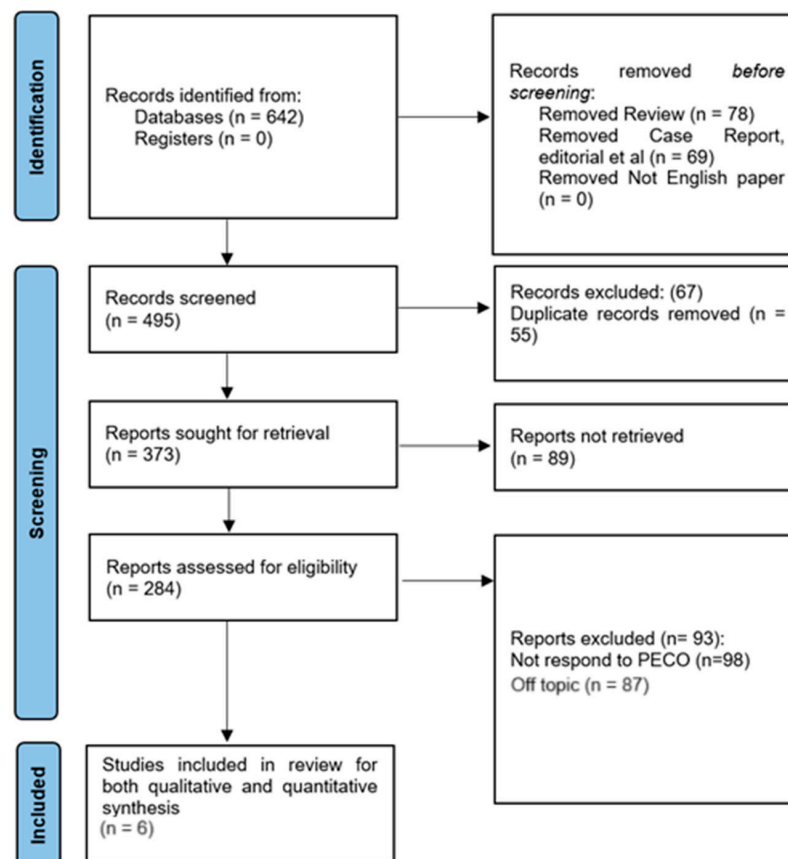 Identification
Records identified from:
Databases (n = 642)
Registers (n = 0)
Records removed before
screening:
Removed Review (n = 78)
Removed Case Report,
editorial et al (n = 69)
Removed Not English paper
(n = 0)
Screening
Records screened
(n = 495)
Records excluded: (67)
Duplicate records removed (n =
55)
Reports sought for retrieval
(n = 373)
Reports not retrieved
(n = 89)
Reports assessed for eligibility
(n = 284)
Reports excluded (n= 93):
Not respond to PECO (n=98)
Off topic (n = 87)
Included
Studies included in review for
both qualitative and quantitative
synthesis
(n = 6)